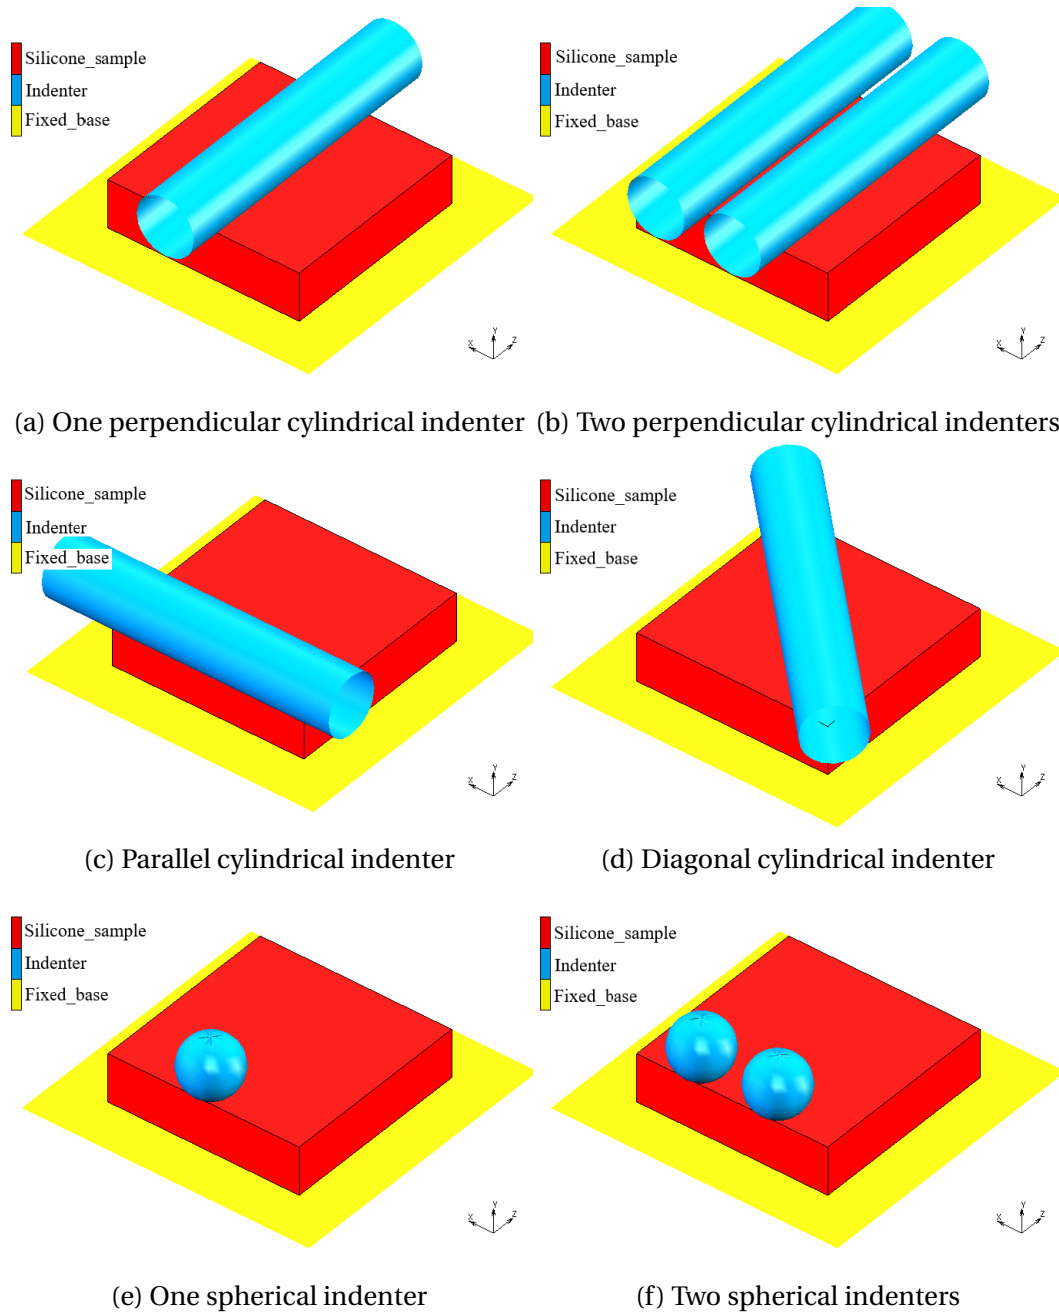 Silicone_sample
Indenter
Fixed_base
X Y Z
(a) One perpendicular cylindrical indenter
Silicone_sample
Indenter
Fixed_base
X Y Z
(b) Two perpendicular cylindrical indenters
Silicone_sample
Indenter
Fixed_base
X Y Z
(c) Parallel cylindrical indenter
Silicone_sample
Indenter
Fixed_base
X Y Z
(d) Diagonal cylindrical indenter
Silicone_sample
Indenter
Fixed_base
X Y Z
(e) One spherical indenter
Silicone_sample
Indenter
Fixed_base
X Y Z
(f) Two spherical indenters